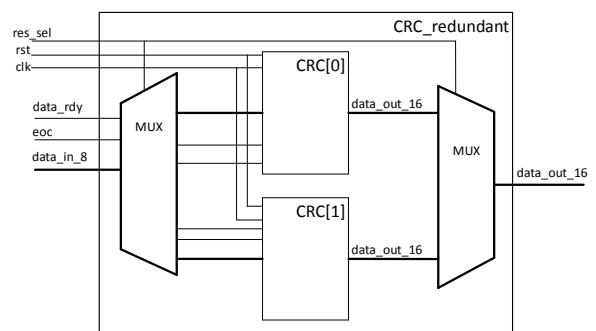 CRC_redundant
res_sel
rst
clk
CRC[0]
data_rdy
data_out_16
MUX
eoc
MUX
data_in_8
data_out_16
CRC[1]
data_out_16